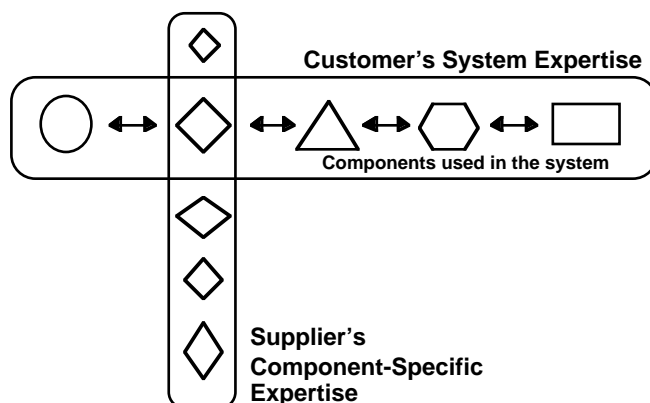 Customer’s System Expertise
Components used in the system
Supplier’s
Component-Specific
Expertise